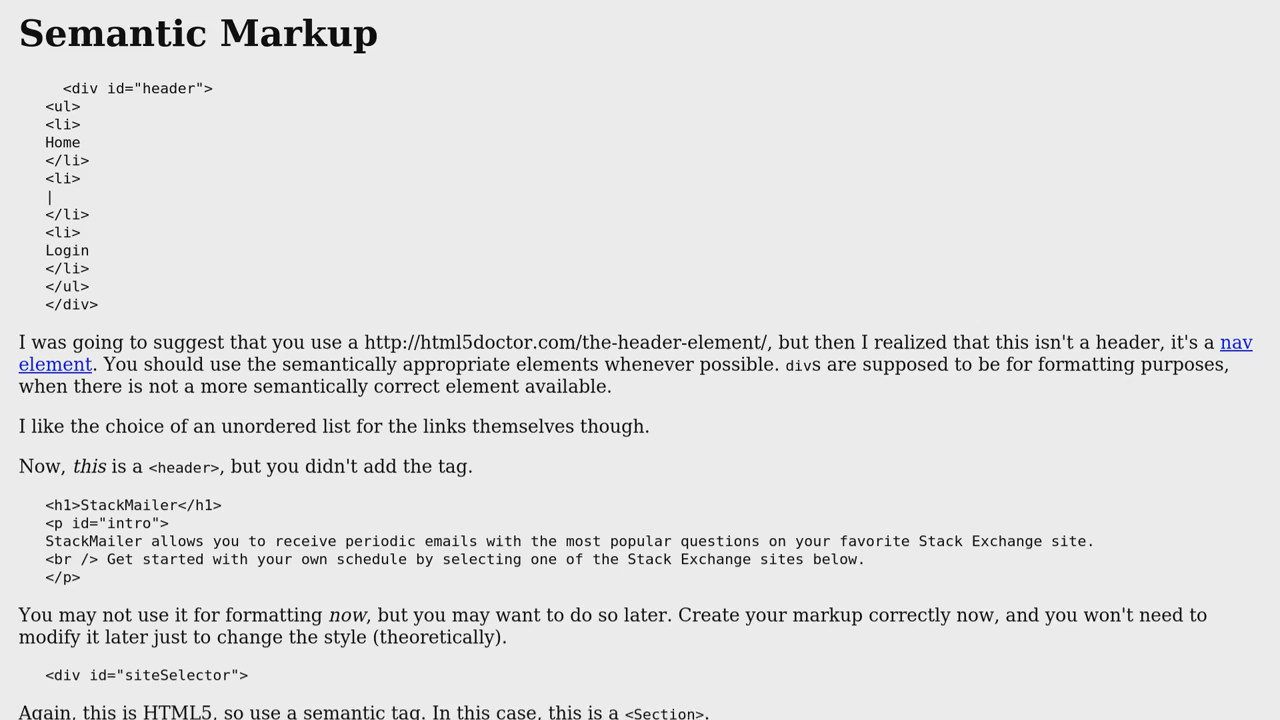 Semantic Markup
<div id="header">
<ul>
<li>
Home
</li>
<li>
|
</li>
<li>
Login
</li>
</ul>
</div>
I was going to suggest that you use a http://html5doctor.com/the-header-element/, but then I realized that this isn't a header, it's a nav
element. You should use the semantically appropriate elements whenever possible. divs are supposed to be for formatting purposes,
when there is not a more semantically correct element available.
I like the choice of an unordered list for the links themselves though.
Now, this is a <header>, but you didn't add the tag.
<h1>StackMailer</h1>
<p id="intro">
StackMailer allows you to receive periodic emails with the most popular questions on your favorite Stack Exchange site.
<br /> Get started with your own schedule by selecting one of the Stack Exchange sites below.
</p>
You may not use it for formatting now, but you may want to do so later. Create your markup correctly now, and you won't need to
modify it later just to change the style (theoretically).
<div id="siteSelector">
Again, this is HTML5, so use a semantic tag. In this case, this is a <Section>.